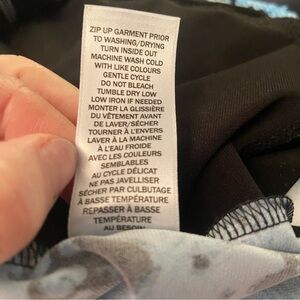 ZIP UP GARMENT PRIOR
TO WASHING/DRYING
TURN INSIDE OUT
MACHINE WASH COLD
WITH LIKE COLOURS
GENTLE CYCLE
DO NOT BLEACH
TUMBLE DRY LOW
LOW IRON IF NEEDED
MONTER LA GLISSIÈRE
DU VÊTEMENT AVANT
DE LAVER/SÉCHER
TOURNER À L'ENVERS
LAVER À LA MACHINE
À L'EAU FROIDE
AVEC LES COULEURS
SEMBLABLES
AU CYCLE DÉLICAT
NE PAS JAVELLISER
SÉCHER PAR CULBUTAGE
À BASSE TEMPÉRATURE
REPASSER À BASSE
TEMPÉRATURE
AU BESOIN